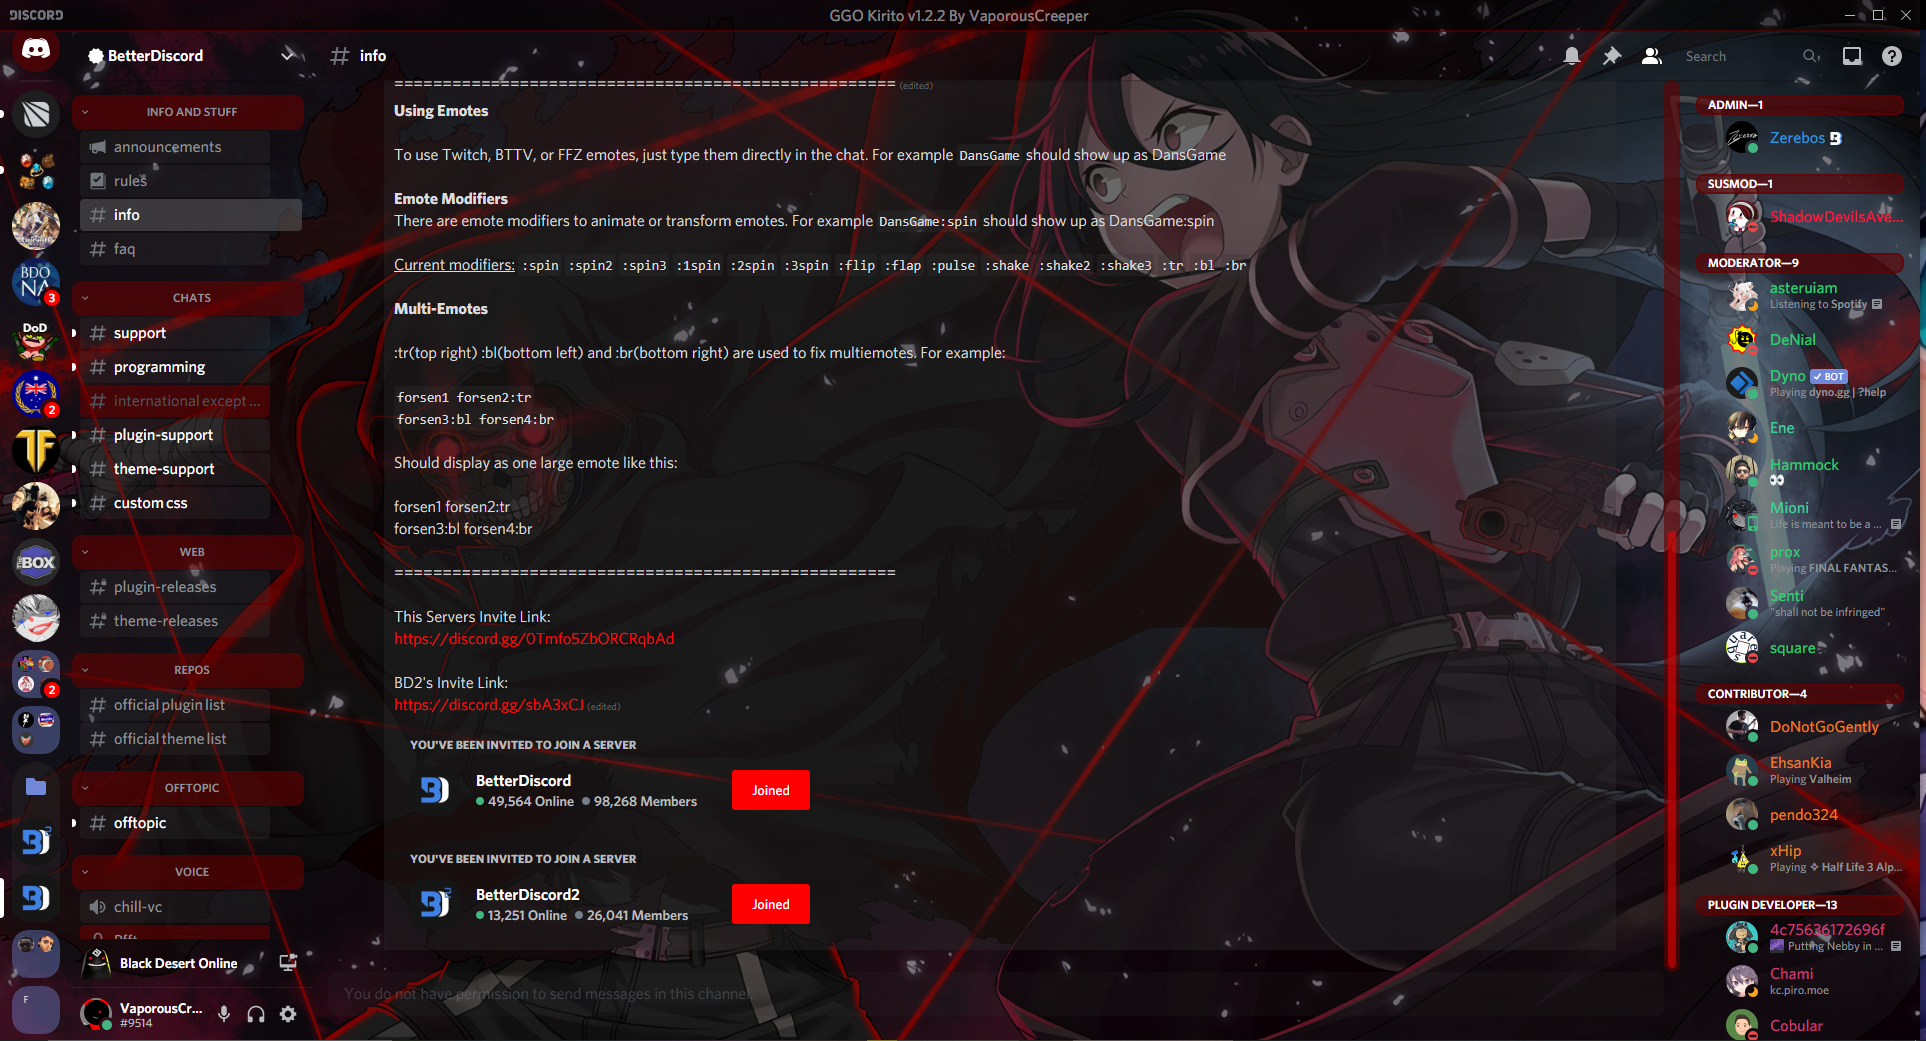 DISCORD
GGO Kirito v1.2.2 By VaporousCreeper
BetterDiscord
info
Search
BDO
NA
3
DoD
2
TF
BOX
2
2
F
INFO AND STUFF
announcements
rules
info
faq
CHATS
support
programming
international except ...
plugin-support
theme-support
custom css
WEB
plugin-releases
theme-releases
REPOS
official plugin list
official theme list
OFFTOPIC
offtopic
VOICE
chill-vc
Black Desert Online
VaporousCr...
#9514
==================================================== (edited)
Using Emotes
To use Twitch, BTTV, or FFZ emotes, just type them directly in the chat. For example DansGame should show up as DansGame
Emote Modifiers
There are emote modifiers to animate or transform emotes. For example DansGame:spin should show up as DansGame:spin
Current modifiers: :spin :spin2 :spin3 :1spin :2spin :3spin :flip :flap :pulse :shake :shake2 :shake3 :tr :bl :br
Multi-Emotes
:tr(top right) :bl(bottom left) and :br(bottom right) are used to fix multiemotes. For example:
forsen1 forsen2:tr
forsen3:bl forsen4:br
Should display as one large emote like this:
forsen1 forsen2:tr
forsen3:bl forsen4:br
====================================================
This Servers Invite Link:
https://discord.gg/0Tmfo5ZbORCRqbAd
BD2's Invite Link:
https://discord.gg/sbA3xCJ (edited)
YOU'VE BEEN INVITED TO JOIN A SERVER
BetterDiscord
49,564 Online 98,268 Members
Joined
YOU'VE BEEN INVITED TO JOIN A SERVER
BetterDiscord2
13,251 Online 26,041 Members
Joined
You do not have permission to send messages in this channel.
ADMIN—1
Zerebos
SUSMOD—1
ShadowDevilsAve...
MODERATOR—9
asteruiam
Listening to Spotify
DeNial
Dyno BOT
Playing dyno.gg | ?help
Ene
Hammock
Mioni
Life is meant to be a ...
prox
Playing FINAL FANTAS...
Senti
"shall not be infringed"
square
CONTRIBUTOR—4
DoNotGoGently
EhsanKia
Playing Valheim
pendo324
xHip
Playing ✧ Half Life 3 Alp...
PLUGIN DEVELOPER—13
4c75636172696f
Putting Nebby in ...
Chami
kc.piro.moe
Cobular